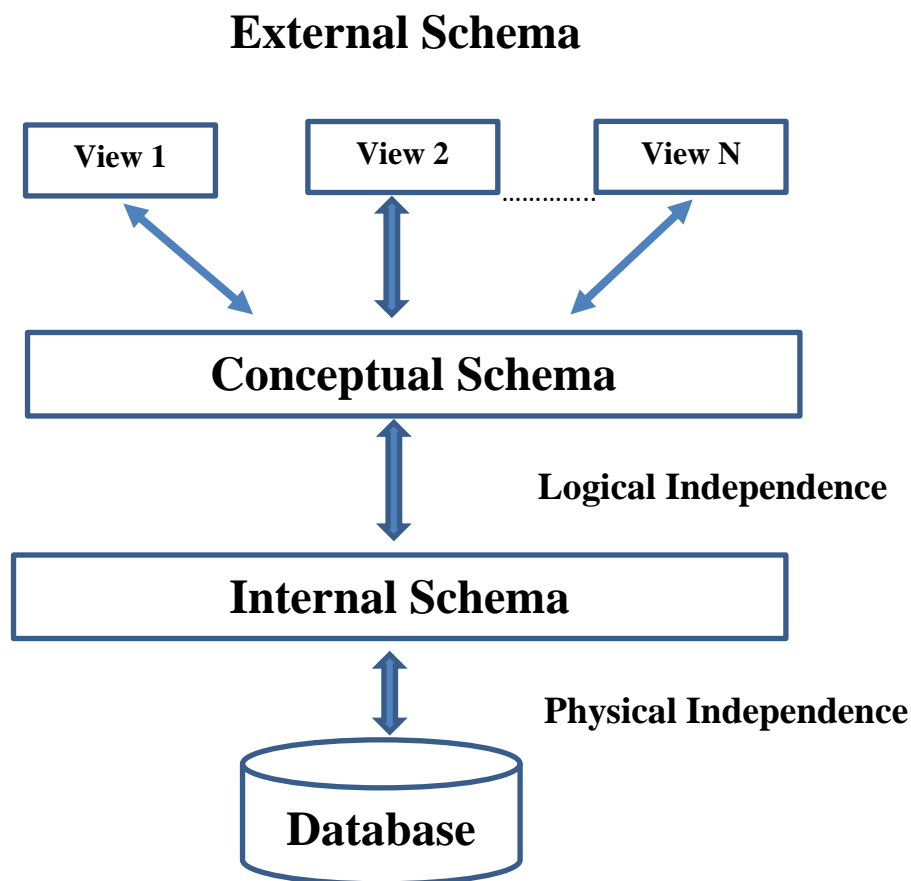 External Schema
View 1
View 2
…………..
View N
Conceptual Schema
Logical Independence
Internal Schema
Physical Independence
Database